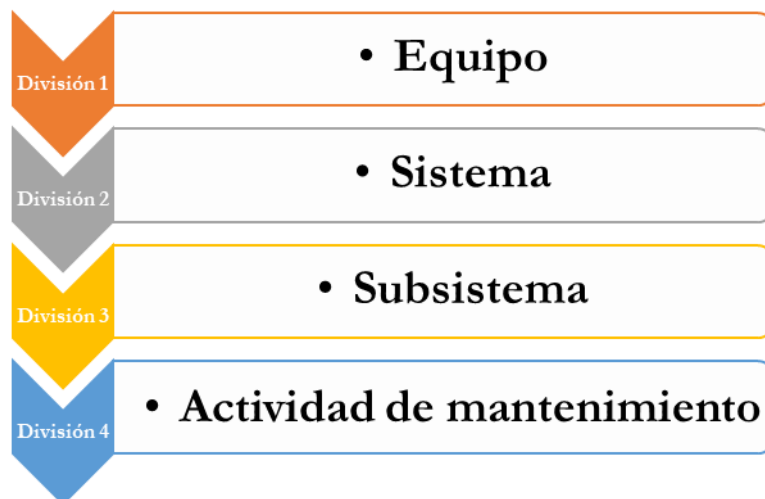 División 1
• Equipo
División 2
• Sistema
División 3
• Subsistema
División 4
• Actividad de mantenimiento